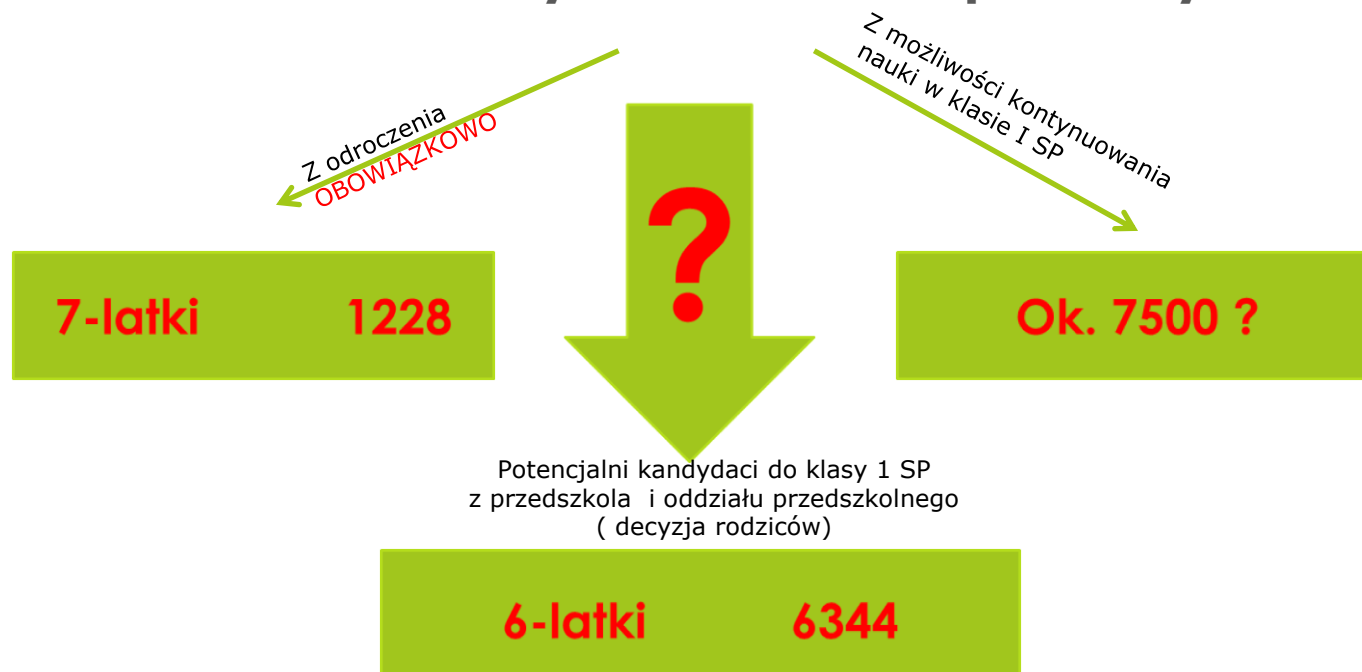 Z odroczenia
OBOWIĄZKOWO
Z możliwości kontynuowania
nauki w klasie I SP
?
7-latki 1228
Ok. 7500 ?
Potencjalni kandydaci do klasy 1 SP
z przedszkola i oddziału przedszkolnego
( decyzja rodziców)
6-latki 6344